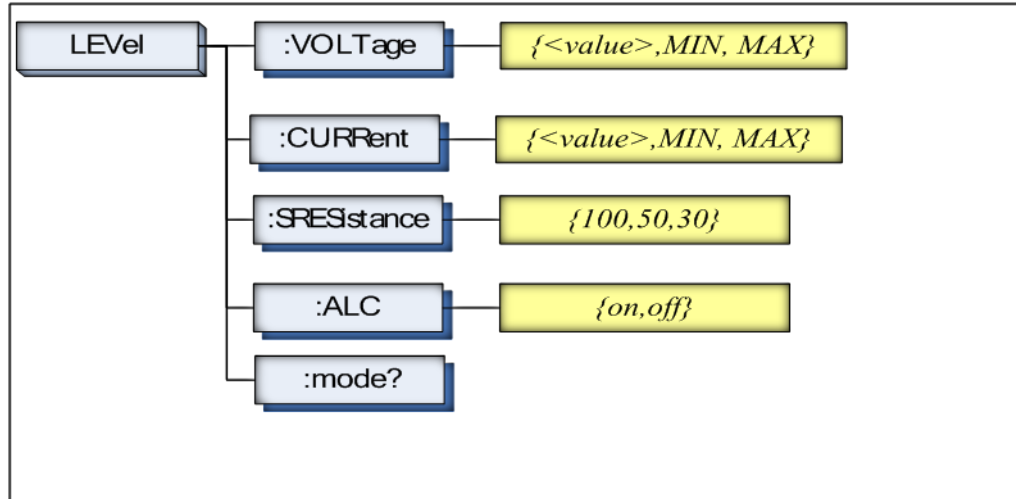 LEVel
:VOLTage
{<value>,MIN, MAX}
:CURRent
{<value>,MIN, MAX}
:SRESistance
{100,50,30}
:ALC
{on,off}
:mode?